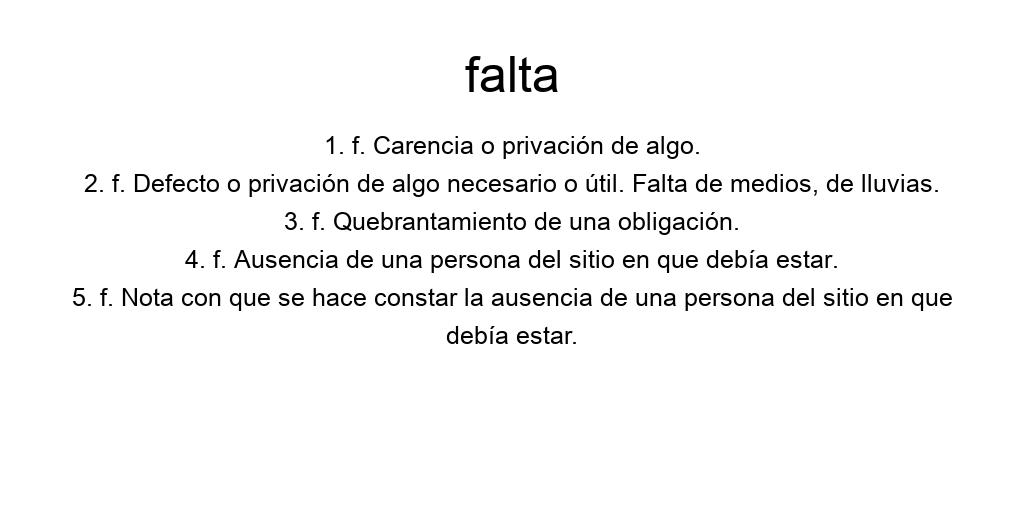 falta
1. f. Carencia o privación de algo.
2. f. Defecto o privación de algo necesario o útil. Falta de medios, de lluvias.
3. f. Quebrantamiento de una obligación.
4. f. Ausencia de una persona del sitio en que debía estar.
5. f. Nota con que se hace constar la ausencia de una persona del sitio en que
debía estar.